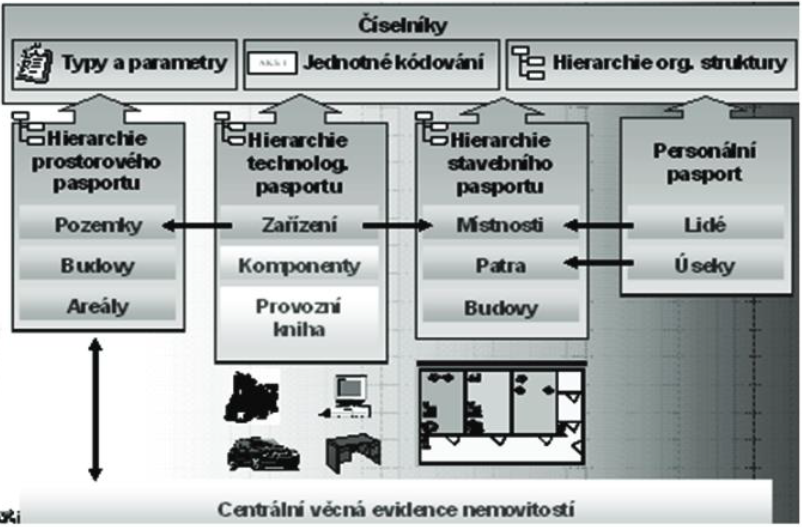 Číselníky
Typy a parametry
Jednotné kódování
Hierarchie org. struktury
Hierarchie
prostorového
pasportu
Pozemky
Budovy
Areály
Hierarchie
technolog.
pasportu
Zařízení
Komponenty
Provozní
kniha
Hierarchie
stavebního
pasportu
Místnosti
Patra
Budovy
Personální
pasport
Lidé
Úseky
Centrální věcná evidence nemovitostí